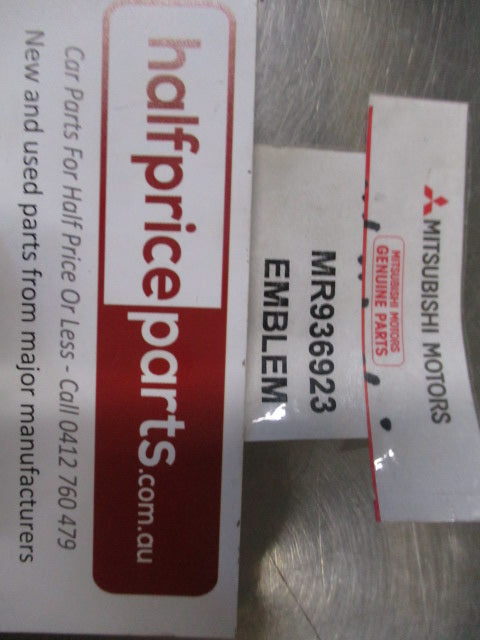 MITSUBISHI MOTORS
MITSUBISHI MOTORS
GENUINE PARTS
MR936923
EMBLEM
halfpriceparts.com.au
Car Parts For Half Price Or Less - Call 0412 760 479
New and used parts from major manufacturers